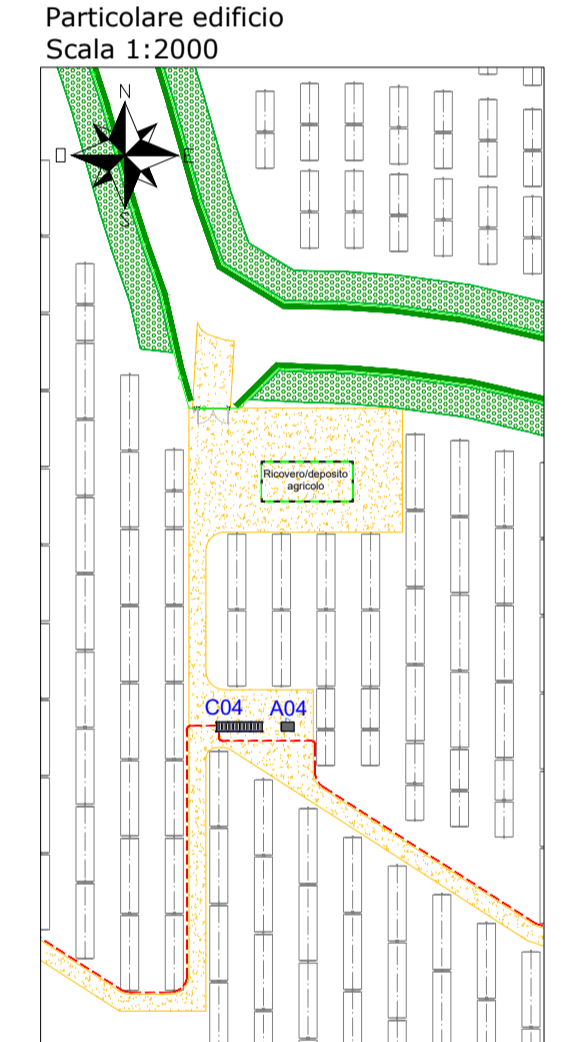 Particolare edificio
Scala 1:2000
N
O
E
S
Ricovero/deposito
agricolo
C04
A04